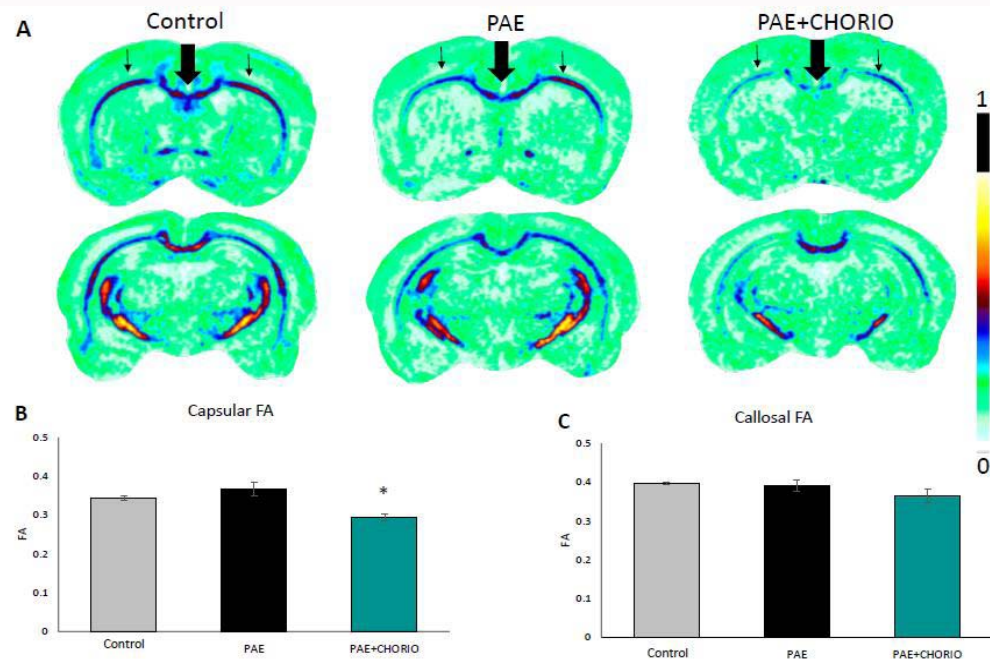 A
Control
PAE
PAE+CHORIO
1
0
B
Capsular FA
0.5
0.4
0.3
0.2
0.1
0
FA
*
Control
PAE
PAE+CHORIO
C
Callosal FA
0.5
0.4
0.3
0.2
0.1
0
FA
Control
PAE
PAE+CHORIO